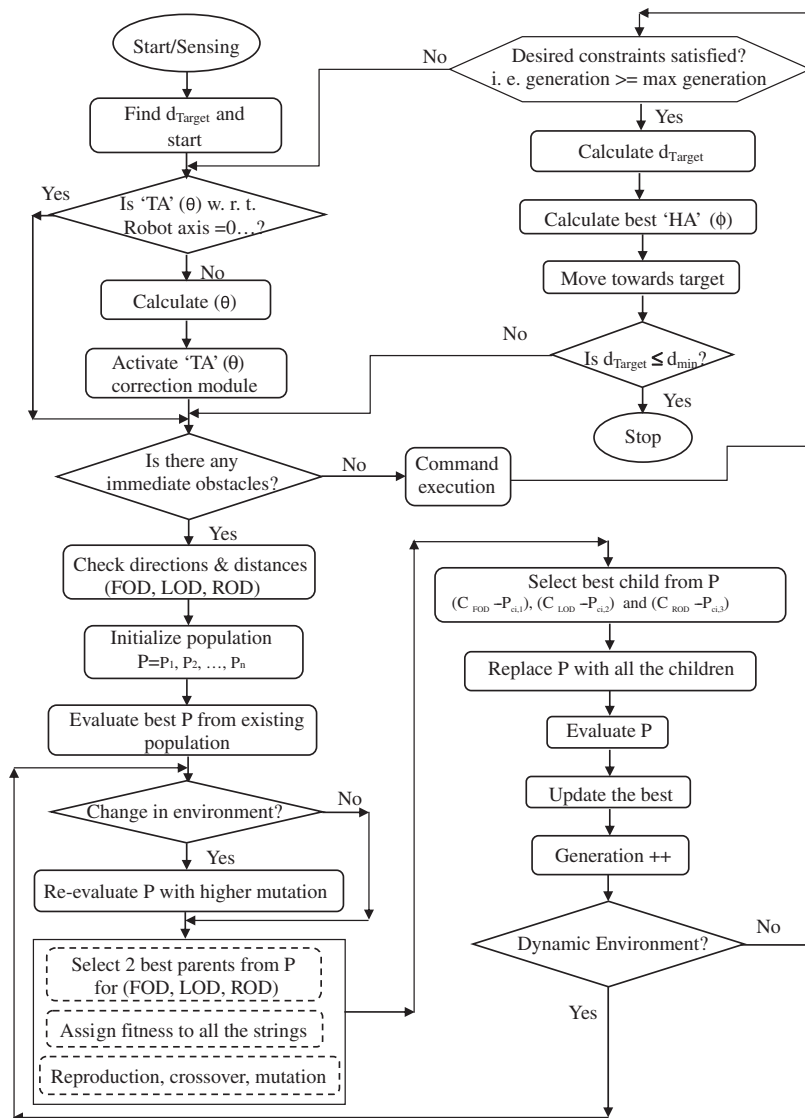 Start/Sensing
Find dTarget and
start
Yes
Is ‘TA’ (θ) w. r. t.
Robot axis =0…?
No
Calculate (θ)
Activate ‘TA’ (θ)
correction module
Is there any
immediate obstacles?
No
Command
execution
Yes
Check directions & distances
(FOD, LOD, ROD)
Initialize population
P=P1, P2, …, Pn
Evaluate best P from existing
population
Change in environment?
No
Yes
Re-evaluate P with higher mutation
Select 2 best parents from P
for (FOD, LOD, ROD)
Assign fitness to all the strings
Reproduction, crossover, mutation
Select best child from P
(C FOD –Pci,1), (C LOD –Pci,2) and (C ROD –Pci,3)
Replace P with all the children
Evaluate P
Update the best
Generation ++
Dynamic Environment?
No
Yes
No
Desired constraints satisfied?
i. e. generation >= max generation
Yes
Calculate dTarget
Calculate best ‘HA’ (ϕ)
Move towards target
No
Is dTarget ≤ dmin?
Yes
Stop